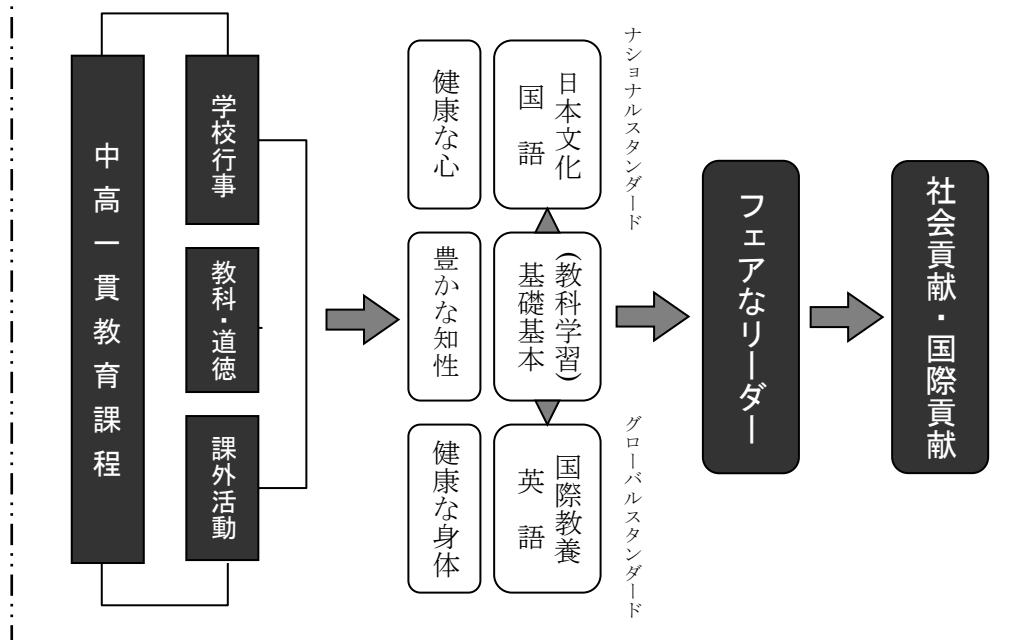 中高一貫教育課程
学校行事
教科・道徳
課外活動
健康な心
豊かな知性
健康な身体
日本文化
国語
(教科学習)
基礎基本
国際教養
英語
ナショナルスタンダード
グローバルスタンダード
フェアなリーダー
社会貢献・国際貢献